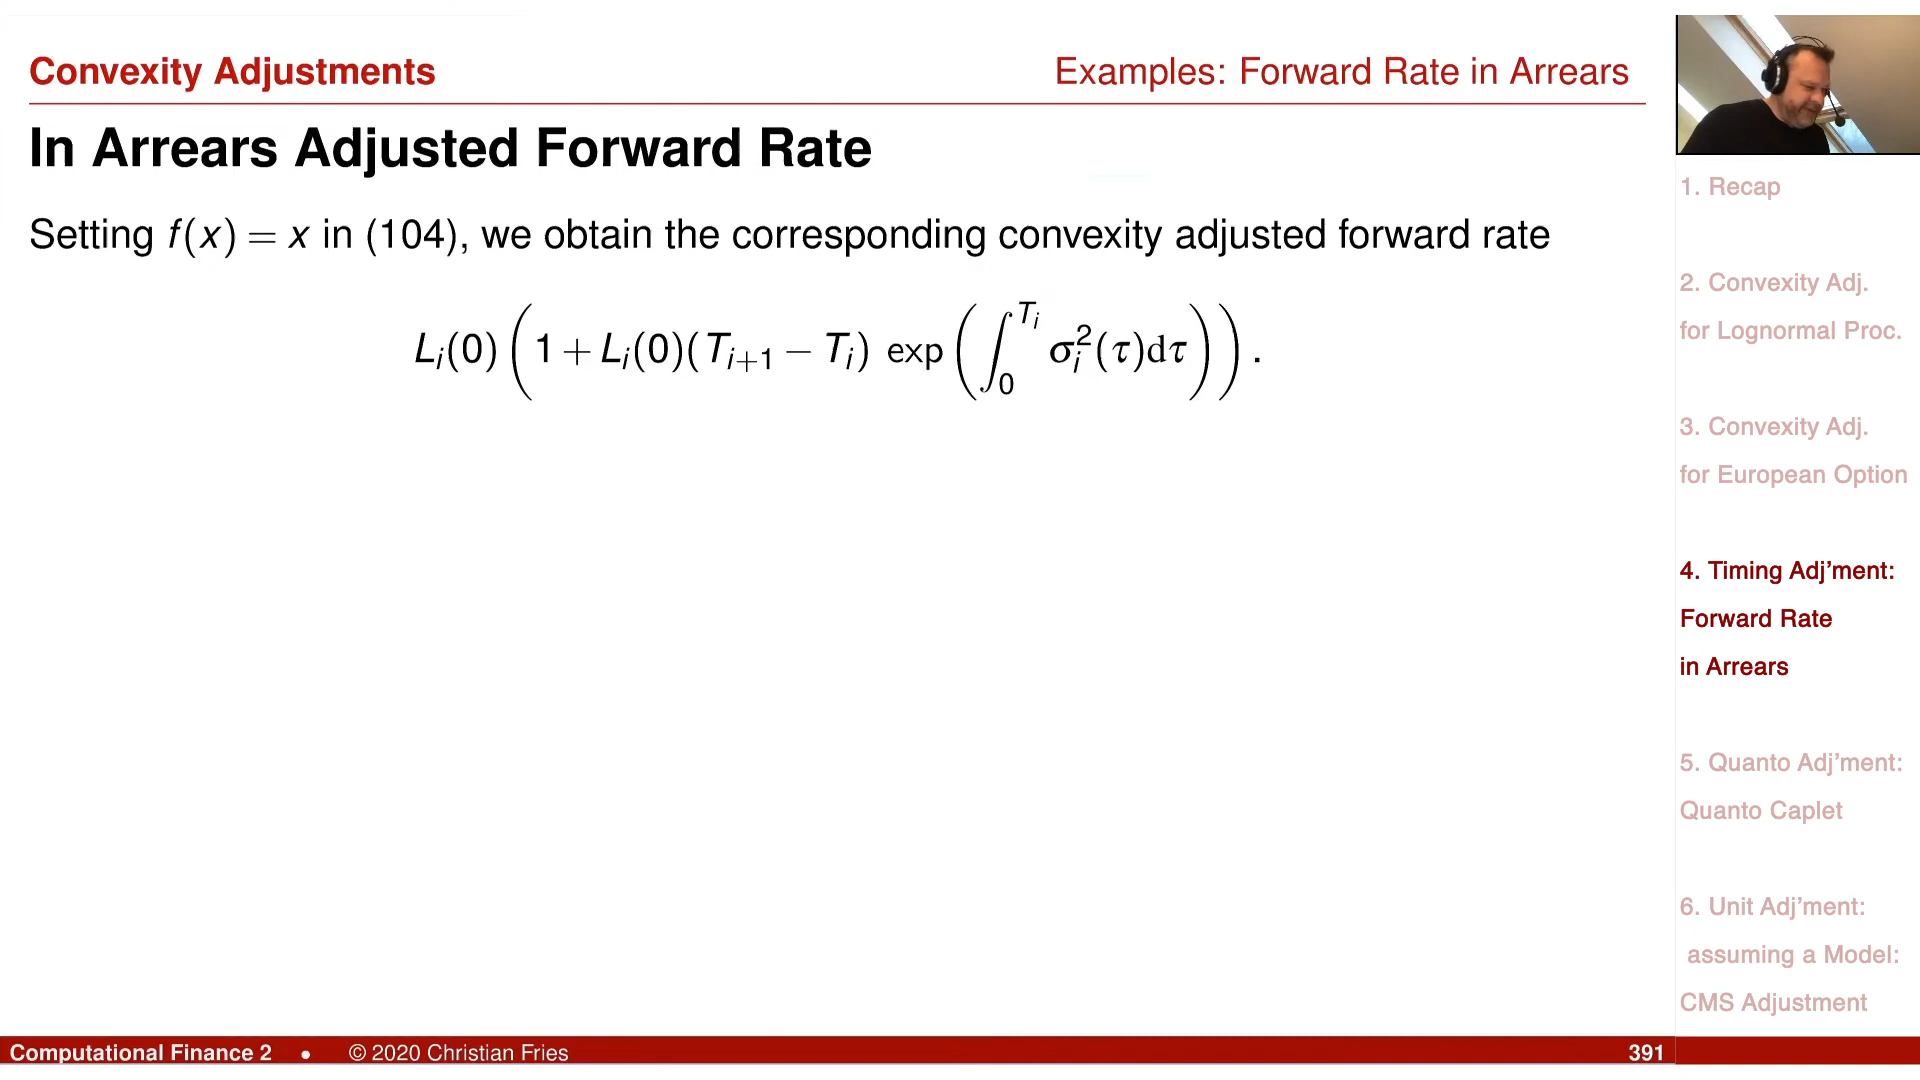 Convexity Adjustments
Examples: Forward Rate in Arrears
In Arrears Adjusted Forward Rate
Setting f(x) = x in (104), we obtain the corresponding convexity adjusted forward rate
L_i(0) ( 1 + L_i(0)(T_{i+1} − T_i) exp ( ∫_0^{T_i} σ_i^2(τ)dτ ) ) .
1. Recap
2. Convexity Adj.
for Lognormal Proc.
3. Convexity Adj.
for European Option
4. Timing Adj’ment:
Forward Rate
in Arrears
5. Quanto Adj’ment:
Quanto Caplet
6. Unit Adj’ment:
assuming a Model:
CMS Adjustment
Computational Finance 2 • © 2020 Christian Fries
391